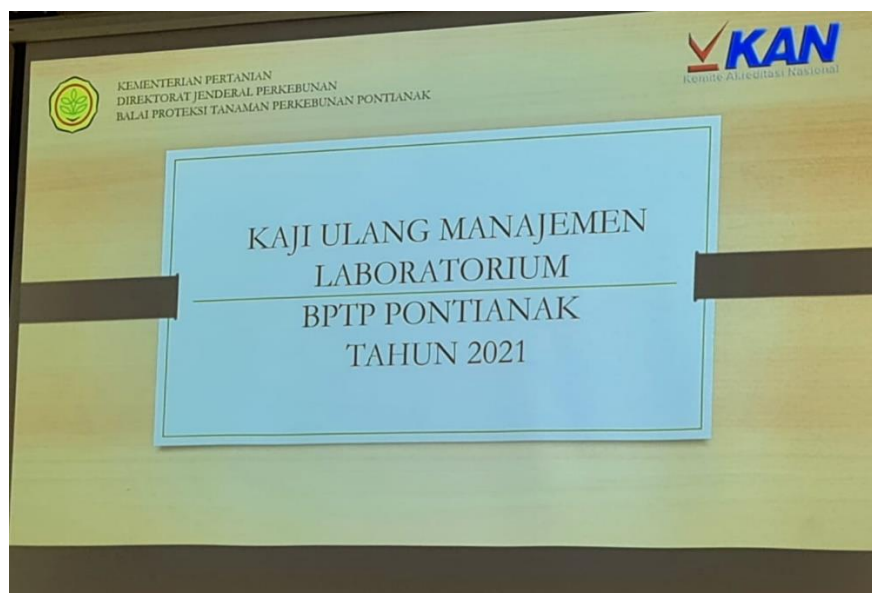 KEMENTERIAN PERTANIAN
DIREKTORAT JENDERAL PERKEBUNAN
BALAI PROTEKSI TANAMAN PERKEBUNAN PONTIANAK
KAN
Komite Akreditasi Nasional
KAJI ULANG MANAJEMEN
LABORATORIUM
BPTP PONTIANAK
TAHUN 2021